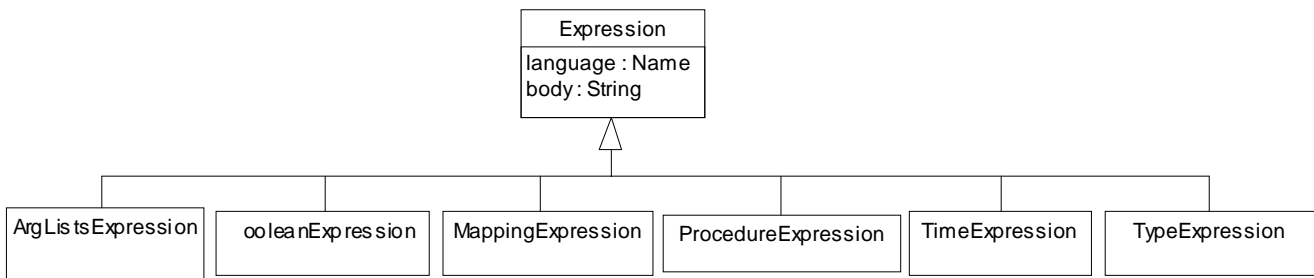 Expression
language : Name
body : String
ArgListsExpression
ooleanExpression
MappingExpression
ProcedureExpression
TimeExpression
TypeExpression